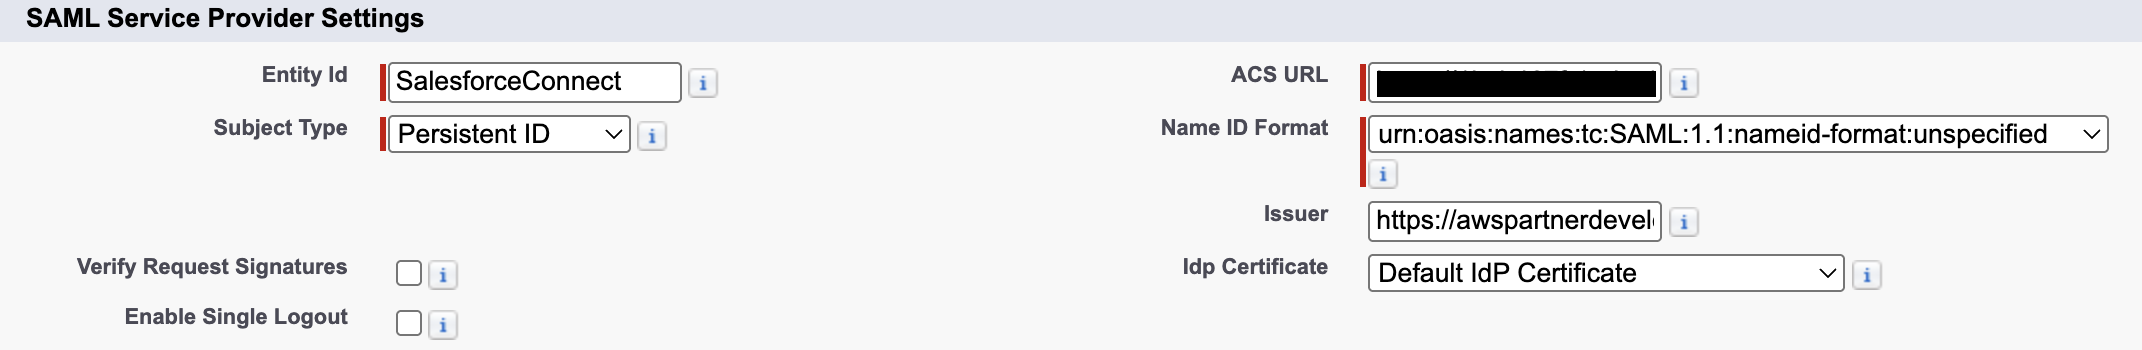 SAML Service Provider Settings
Entity Id SalesforceConnect i ACS URL i
Subject Type Persistent ID i Name ID Format urn:oasis:names:tc:SAML:1.1:nameid-format:unspecified
i
Issuer https://awspartnerdevel i
Verify Request Signatures i Idp Certificate Default IdP Certificate i
Enable Single Logout i